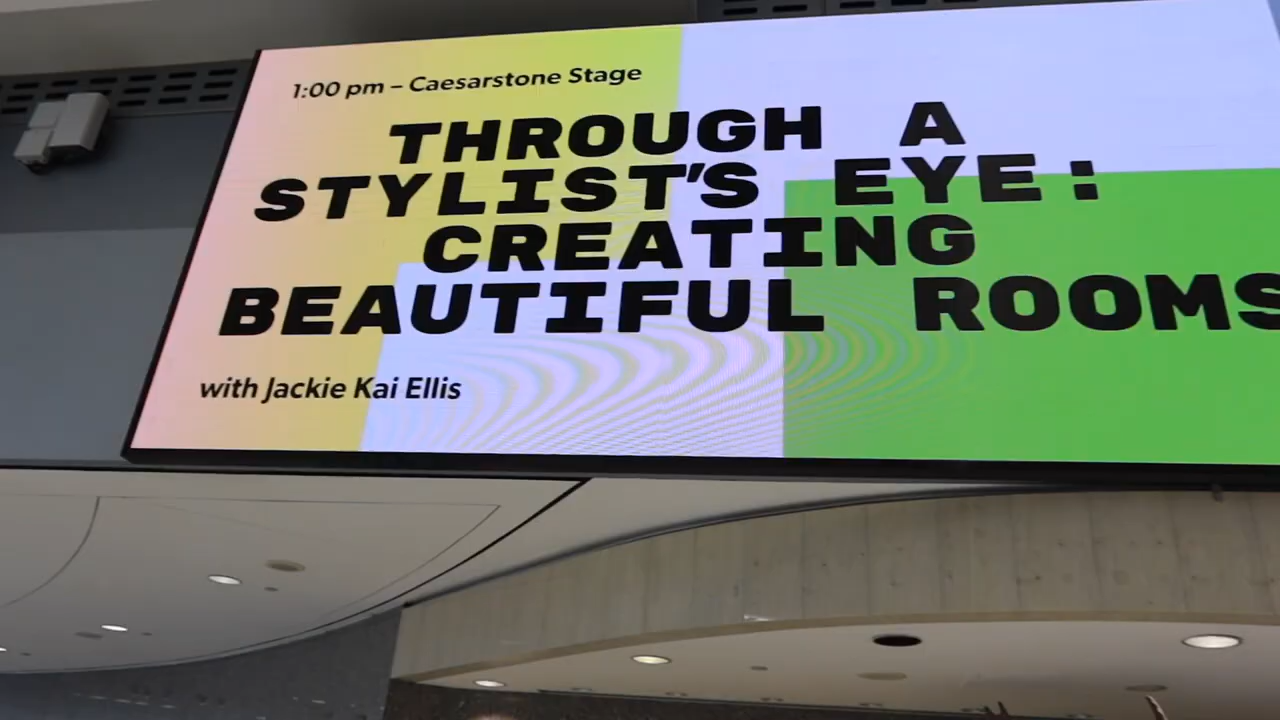 1:00 pm – Caesarstone Stage
THROUGH A
STYLIST'S EYE:
CREATING
BEAUTIFUL ROOMS
with Jackie Kai Ellis